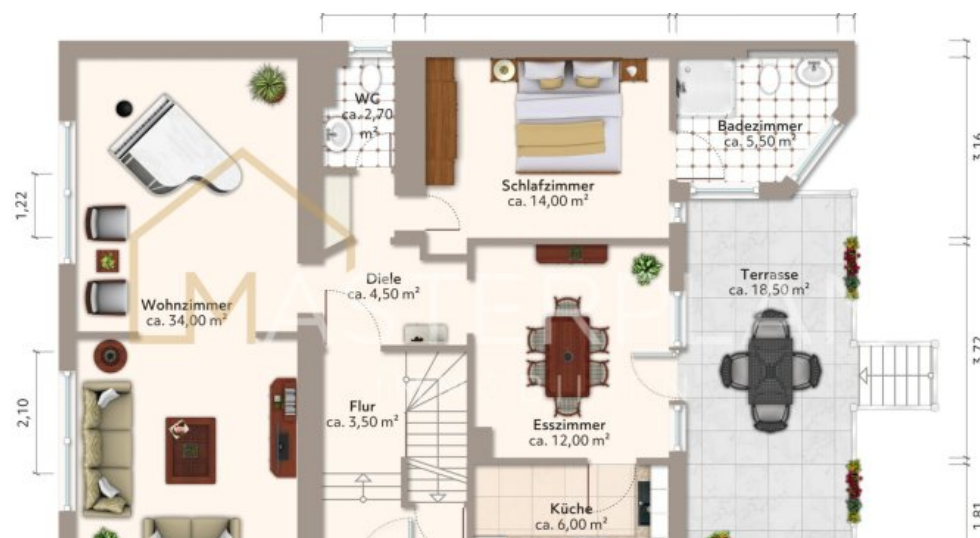 WC
ca. 2,70
m²
Badezimmer
ca. 5,50 m²
3,16
Schlafzimmer
ca. 14,00 m²
1,22
Diele
ca. 4,50 m²
Terrasse
ca. 18,50 m²
Wohnzimmer
ca. 34,00 m²
MASTERPLAN
3,72
2,10
Flur
ca. 3,50 m²
Esszimmer
ca. 12,00 m²
Küche
ca. 6,00 m²
1,81